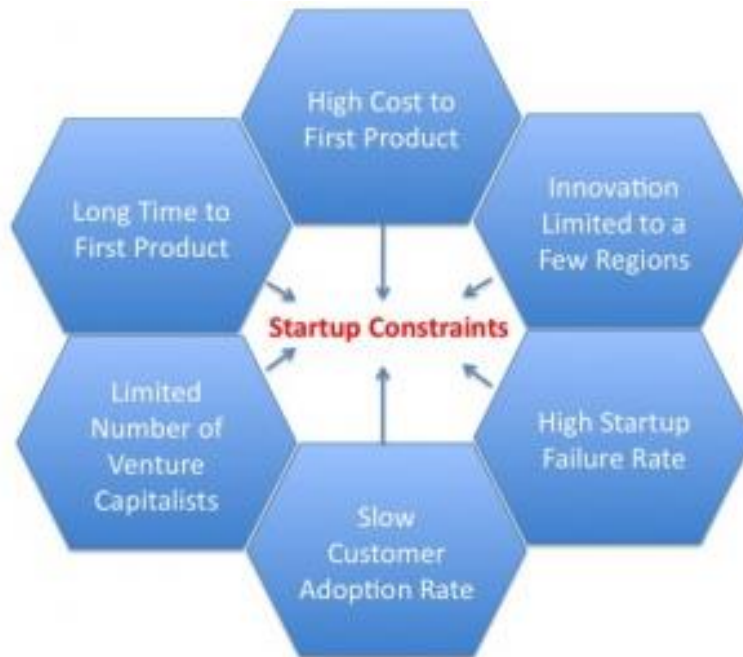 High Cost to
First Product
Innovation
Limited to a
Few Regions
High Startup
Failure Rate
Slow
Customer
Adoption Rate
Limited
Number of
Venture
Capitalists
Long Time to
First Product
Startup Constraints